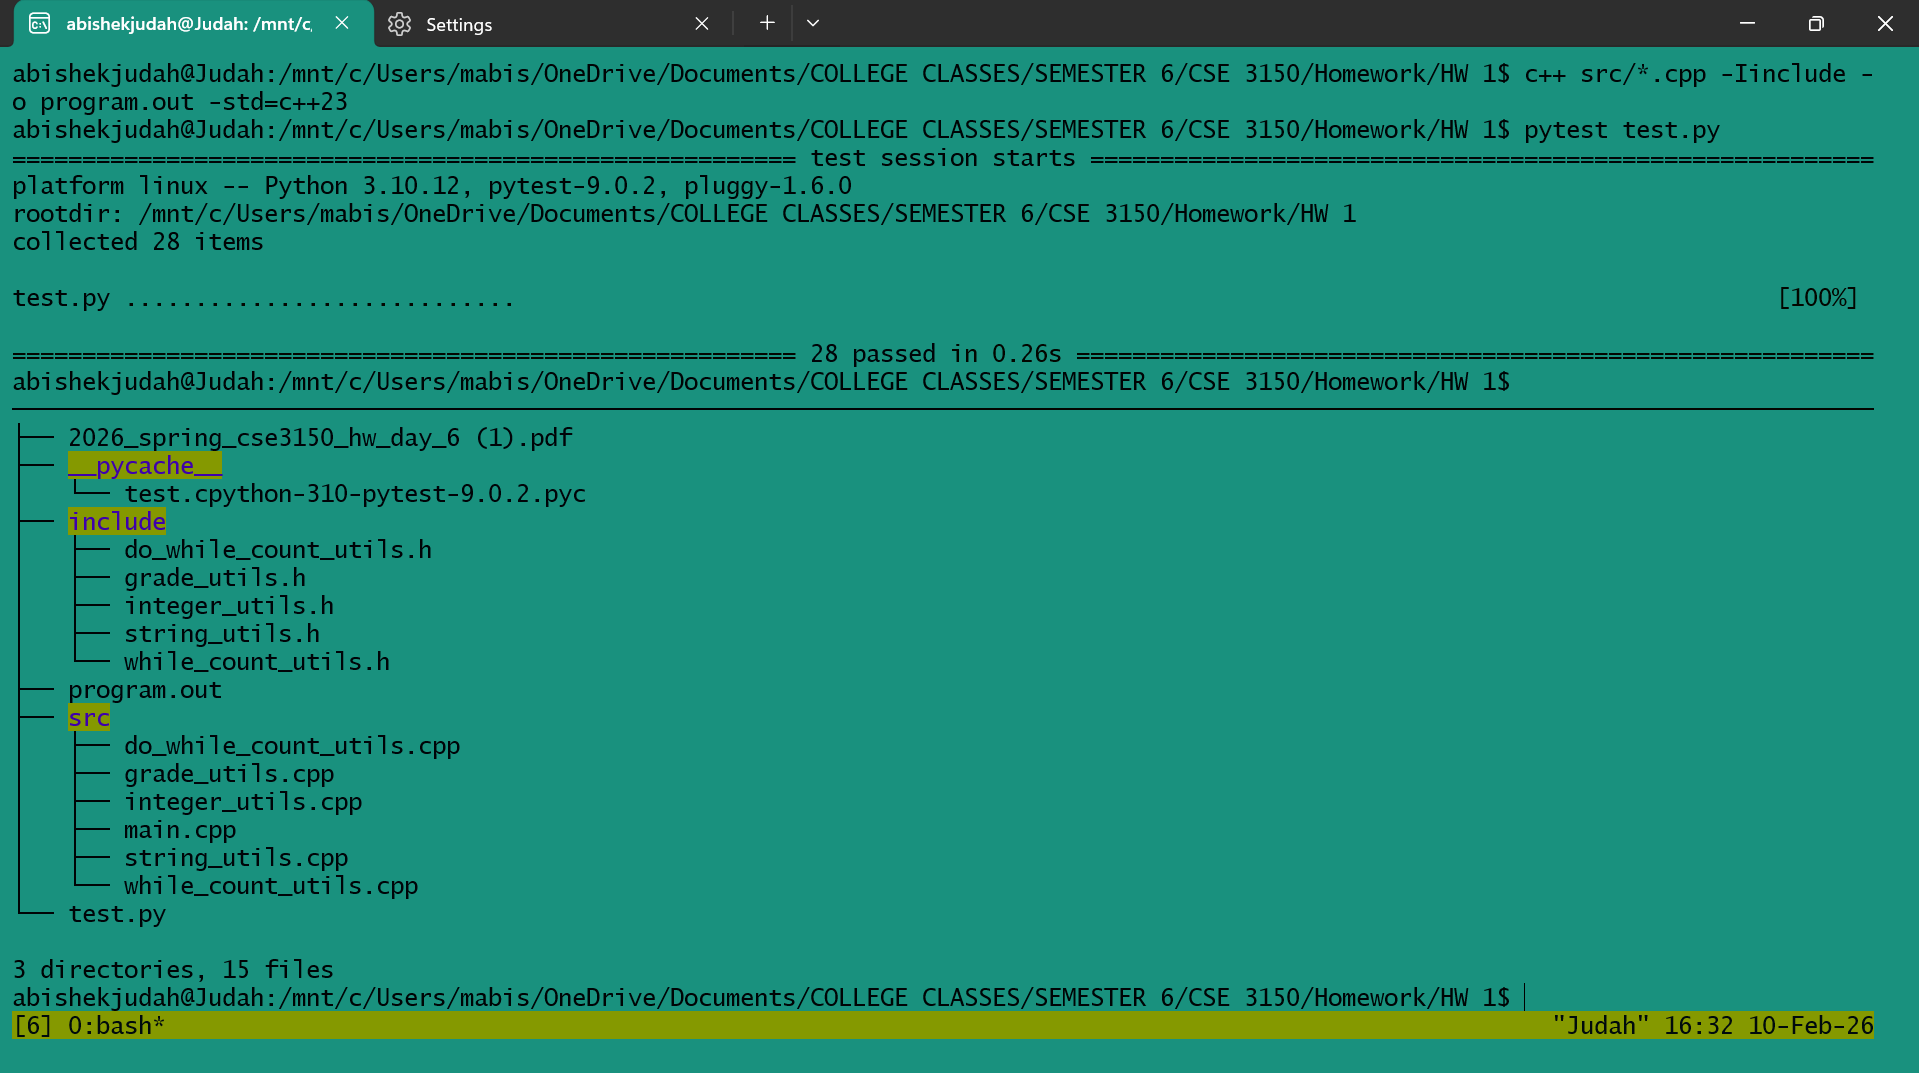 abishekjudah@Judah: /mnt/c,
Settings
abishekjudah@Judah:/mnt/c/Users/mabis/OneDrive/Documents/COLLEGE CLASSES/SEMESTER 6/CSE 3150/Homework/HW 1$ c++ src/*.cpp -Iinclude -
o program.out -std=c++23
abishekjudah@Judah:/mnt/c/Users/mabis/OneDrive/Documents/COLLEGE CLASSES/SEMESTER 6/CSE 3150/Homework/HW 1$ pytest test.py
======================================================== test session starts ========================================================
platform linux -- Python 3.10.12, pytest-9.0.2, pluggy-1.6.0
rootdir: /mnt/c/Users/mabis/OneDrive/Documents/COLLEGE CLASSES/SEMESTER 6/CSE 3150/Homework/HW 1
collected 28 items
test.py ............................ [100%]
======================================================== 28 passed in 0.26s =========================================================
abishekjudah@Judah:/mnt/c/Users/mabis/OneDrive/Documents/COLLEGE CLASSES/SEMESTER 6/CSE 3150/Homework/HW 1$
├── 2026_spring_cse3150_hw_day_6 (1).pdf
├── __pycache__
│   └── test.cpython-310-pytest-9.0.2.pyc
├── include
│   ├── do_while_count_utils.h
│   ├── grade_utils.h
│   ├── integer_utils.h
│   ├── string_utils.h
│   └── while_count_utils.h
├── program.out
├── src
│   ├── do_while_count_utils.cpp
│   ├── grade_utils.cpp
│   ├── integer_utils.cpp
│   ├── main.cpp
│   ├── string_utils.cpp
│   └── while_count_utils.cpp
└── test.py
3 directories, 15 files
abishekjudah@Judah:/mnt/c/Users/mabis/OneDrive/Documents/COLLEGE CLASSES/SEMESTER 6/CSE 3150/Homework/HW 1$
[6] 0:bash* "Judah" 16:32 10-Feb-26